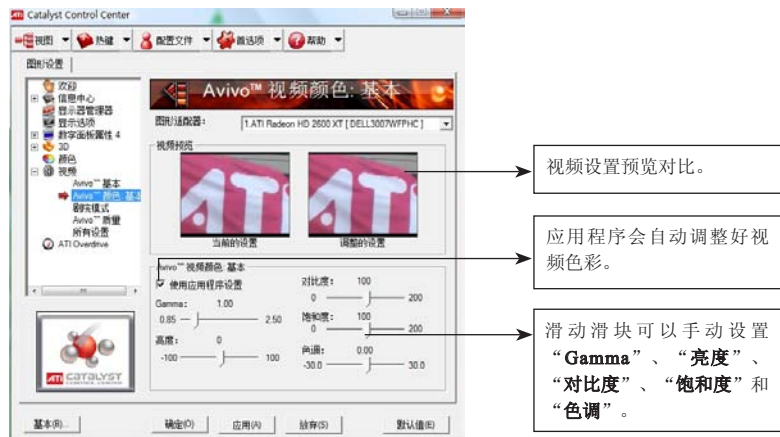 Catalyst Control Center
视图 热键 配置文件 首选项 帮助
图形设置
欢迎
信息中心
显示器管理器
显示选项
数字面板属性 4
3D
颜色
视频
Avivo™ 基本
Avivo™ 颜色: 基本
剧院模式
Avivo™ 质量
所有设置
ATI Overdrive
CATALYST
CONTROL CENTER
Avivo™ 视频颜色: 基本
图形适配器: 1.ATI Radeon HD 2600 XT [ DELL3007WFPHC ]
视频预览
当前的设置 调整的设置
Avivo™ 视频颜色: 基本
使用应用程序设置
Gamma: 1.00
0.85 2.50
亮度: 0
-100 100
对比度: 100
0 200
饱和度: 100
0 200
色调: 0.00
-30.0 30.0
基本(B)... 确定(O) 应用(A) 放弃(S) 默认值(E)
视频设置预览对比。
应用程序会自动调整好视
频色彩。
滑动滑块可以手动设置
“Gamma”、“亮度”、
“对比度”、“饱和度”和
“色调”。